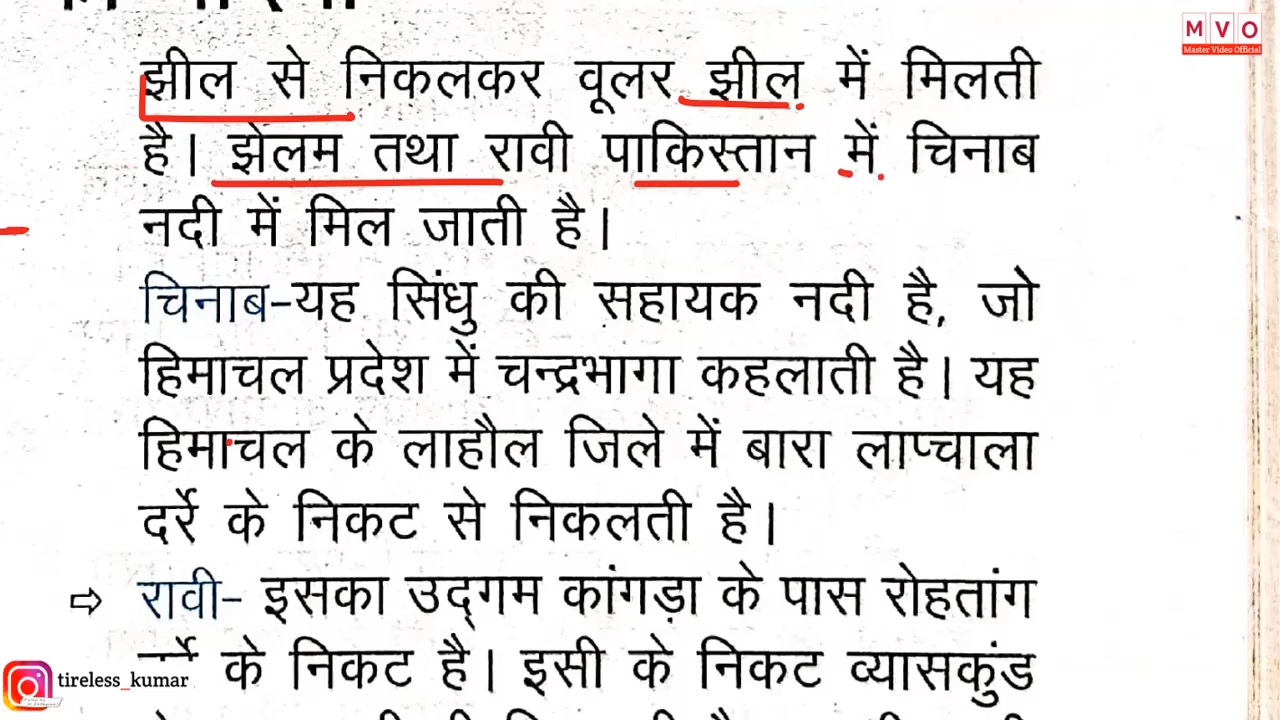 M V O
Master Video Official
झील से निकलकर वूलर झील में मिलती
है। झेलम तथा रावी पाकिस्तान में चिनाब
नदी में मिल जाती है।
चिनाब-यह सिंधु की सहायक नदी है, जो
हिमाचल प्रदेश में चन्द्रभागा कहलाती है। यह
हिमाचल के लाहौल जिले में बारा लाप्चाला
दर्रे के निकट से निकलती है।
⇨ रावी- इसका उद्गम कांगड़ा के पास रोहतांग
के निकट है। इसी के निकट व्यासकुंड
tireless_kumar